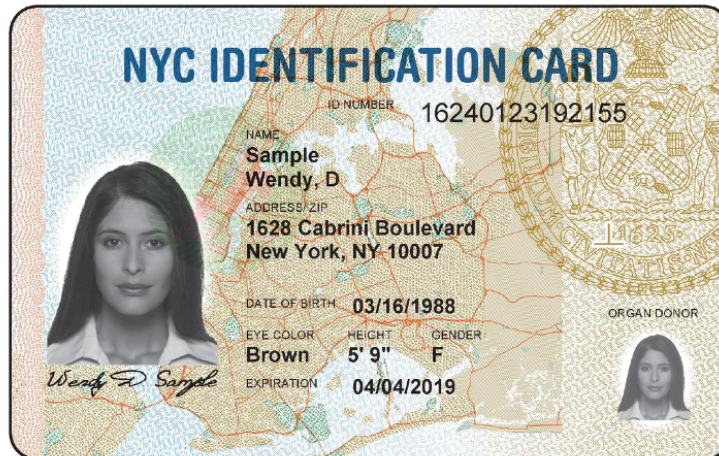 NYC IDENTIFICATION CARD
ID NUMBER 16240123192155
NAME
Sample
Wendy, D
ADDRESS/ ZIP
1628 Cabrini Boulevard
New York, NY 10007
DATE OF BIRTH 03/16/1988
ORGAN DONOR
EYE COLOR HEIGHT GENDER
Brown 5' 9" F
Wendy D Sample
EXPIRATION 04/04/2019
1625